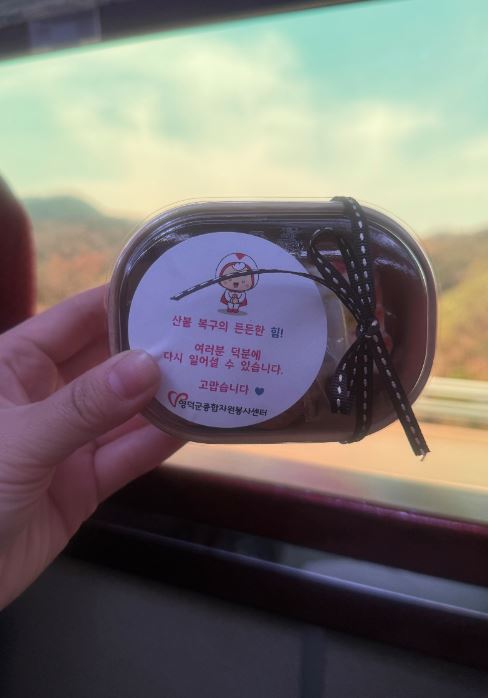 산불 복구의 든든한 힘!
여러분 덕분에
다시 일어설 수 있습니다.
고맙습니다
영덕군종합자원봉사센터